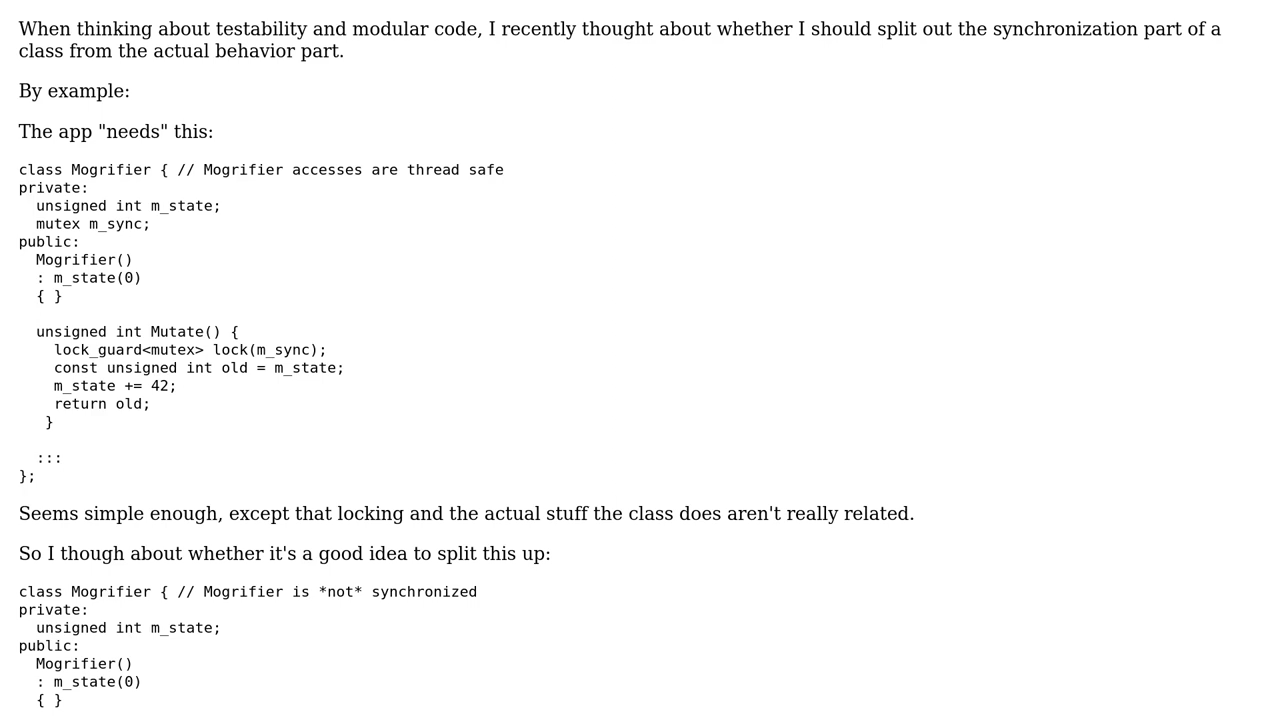 When thinking about testability and modular code, I recently thought about whether I should split out the synchronization part of a
class from the actual behavior part.
By example:
The app "needs" this:
class Mogrifier { // Mogrifier accesses are thread safe
private:
  unsigned int m_state;
  mutex m_sync;
public:
  Mogrifier()
  : m_state(0)
  { }

  unsigned int Mutate() {
    lock_guard<mutex> lock(m_sync);
    const unsigned int old = m_state;
    m_state += 42;
    return old;
   }

  :::
};
Seems simple enough, except that locking and the actual stuff the class does aren't really related.
So I though about whether it's a good idea to split this up:
class Mogrifier { // Mogrifier is *not* synchronized
private:
  unsigned int m_state;
public:
  Mogrifier()
  : m_state(0)
  { }